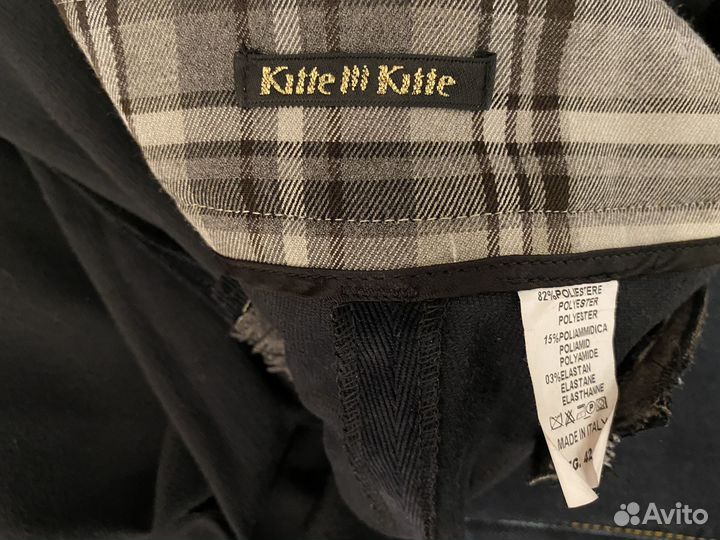 Kitte Kitte
82%POLIESTERE
POLYESTER
POLYESTER
15%POLIAMMIDICA
POLIAMID
POLYAMIDE
03%ELASTAN
ELASTANE
ELASTHANNE
MADE IN ITALY
42
Avito